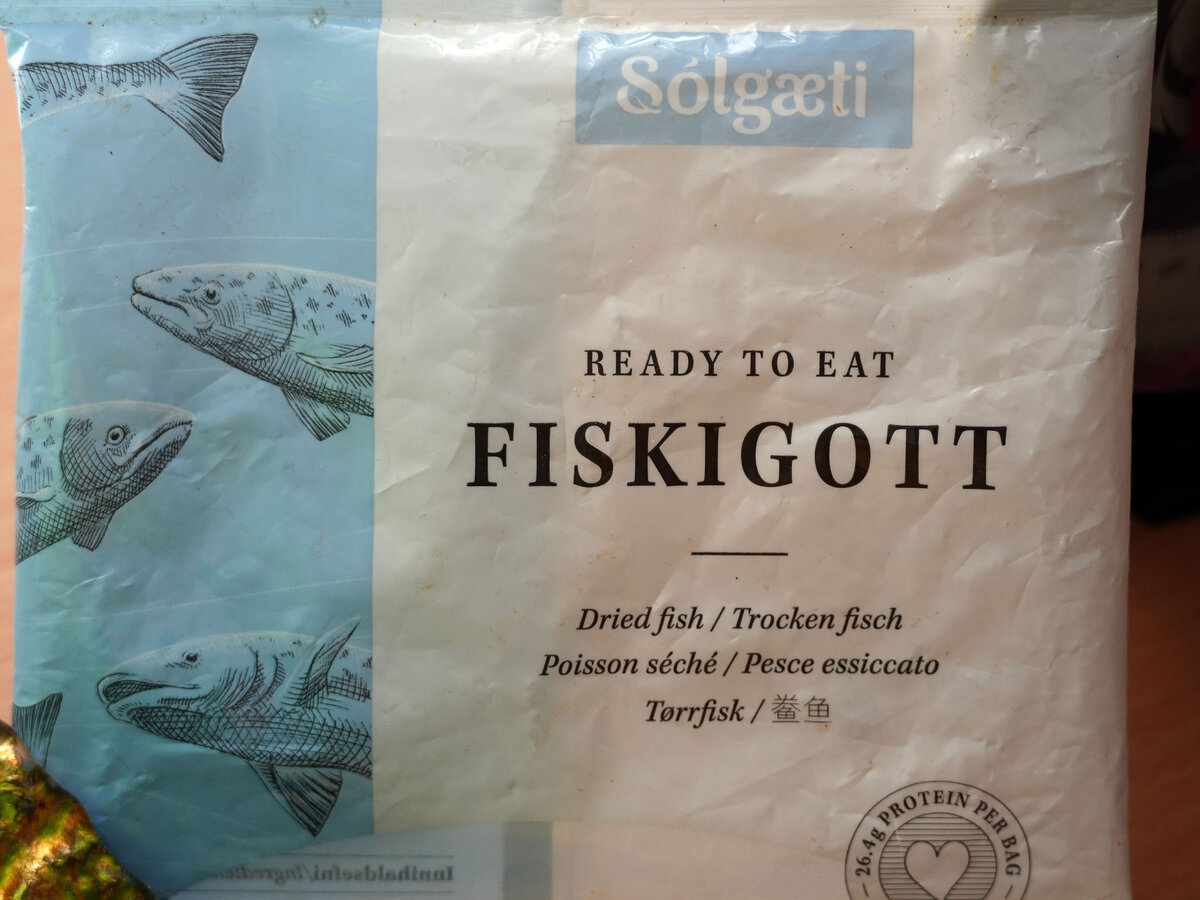 Sólgæti
READY TO EAT
FISKIGOTT
Dried fish / Trocken fisch
Poisson séché / Pesce essiccato
Tørrfisk / 鲞鱼
26.4g PROTEIN PER BAG
Innihaldsefni/Ingredien